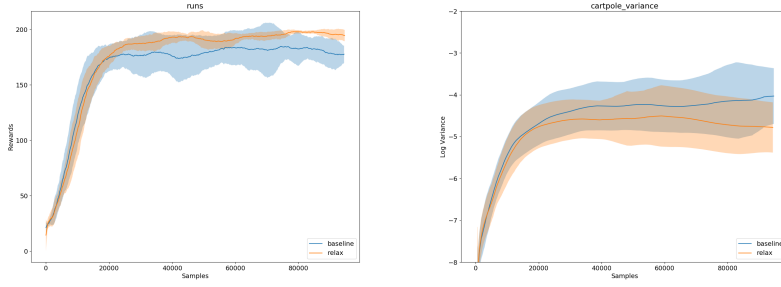 runs
200
150
100
50
0
Rewards
0
20000
40000
60000
80000
Samples
baseline
relax
cartpole_variance
−2
−3
−4
−5
−6
−7
−8
Log Variance
0
20000
40000
60000
80000
Samples
baseline
relax